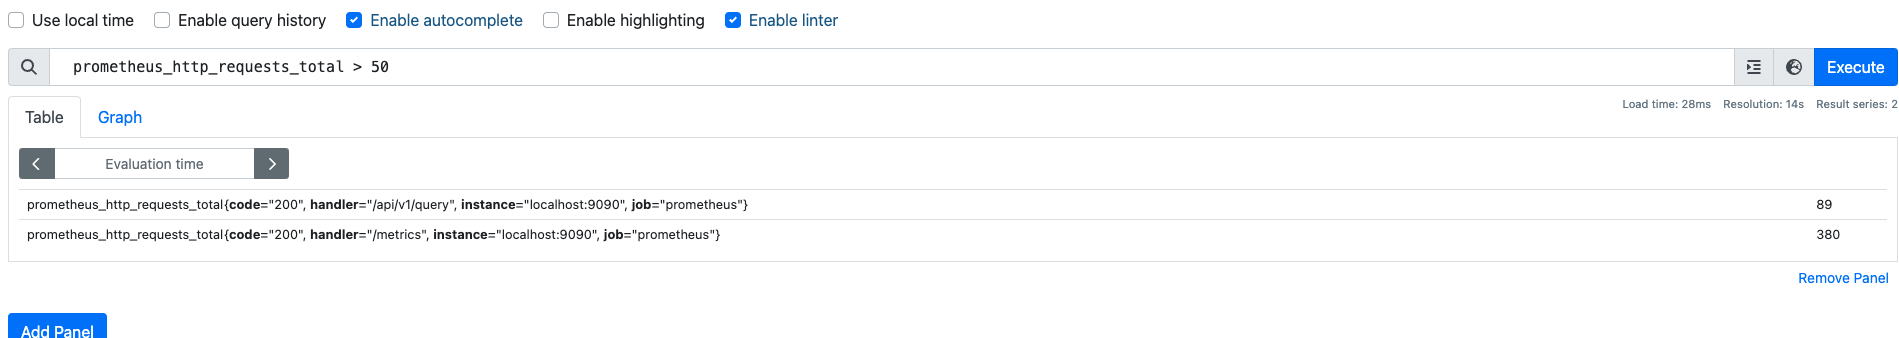 Use local time Enable query history Enable autocomplete Enable highlighting Enable linter
prometheus_http_requests_total > 50 Execute
Table Graph Load time: 28ms Resolution: 14s Result series: 2
Evaluation time
prometheus_http_requests_total{code="200", handler="/api/v1/query", instance="localhost:9090", job="prometheus"} 89
prometheus_http_requests_total{code="200", handler="/metrics", instance="localhost:9090", job="prometheus"} 380
Remove Panel
Add Panel